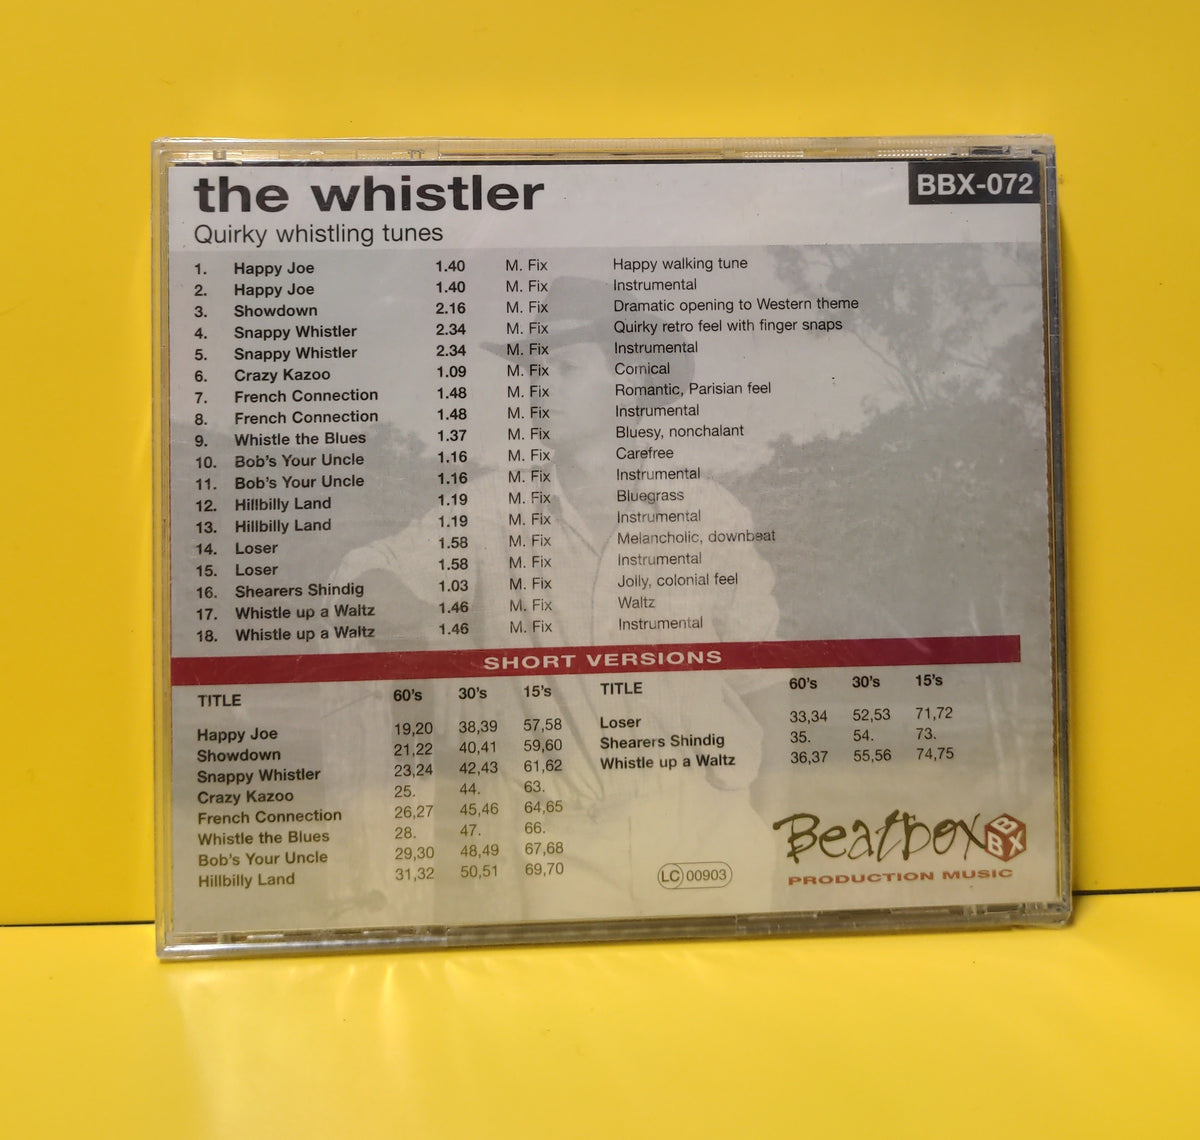 the whistler
BBX-072
Quirky whistling tunes
1. Happy Joe 1.40 M. Fix Happy walking tune
2. Happy Joe 1.40 M. Fix Instrumental
3. Showdown 2.16 M. Fix Dramatic opening to Western theme
4. Snappy Whistler 2.34 M. Fix Quirky retro feel with finger snaps
5. Snappy Whistler 2.34 M. Fix Instrumental
6. Crazy Kazoo 1.09 M. Fix Comical
7. French Connection 1.48 M. Fix Romantic, Parisian feel
8. French Connection 1.48 M. Fix Instrumental
9. Whistle the Blues 1.37 M. Fix Bluesy, nonchalant
10. Bob's Your Uncle 1.16 M. Fix Carefree
11. Bob's Your Uncle 1.16 M. Fix Instrumental
12. Hillbilly Land 1.19 M. Fix Bluegrass
13. Hillbilly Land 1.19 M. Fix Instrumental
14. Loser 1.58 M. Fix Melancholic, downbeat
15. Loser 1.58 M. Fix Instrumental
16. Shearers Shindig 1.03 M. Fix Jolly, colonial feel
17. Whistle up a Waltz 1.46 M. Fix Waltz
18. Whistle up a Waltz 1.46 M. Fix Instrumental
SHORT VERSIONS
TITLE 60's 30's 15's
Happy Joe 19,20 38,39 57,58
Showdown 21,22 40,41 59,60
Snappy Whistler 23,24 42,43 61,62
Crazy Kazoo 25. 44. 63.
French Connection 26,27 45,46 64,65
Whistle the Blues 28. 47. 66.
Bob's Your Uncle 29,30 48,49 67,68
Hillbilly Land 31,32 50,51 69,70
TITLE 60's 30's 15's
Loser 33,34 52,53 71,72
Shearers Shindig 35. 54. 73.
Whistle up a Waltz 36,37 55,56 74,75
LC 00903
Beatbox BBX
PRODUCTION MUSIC